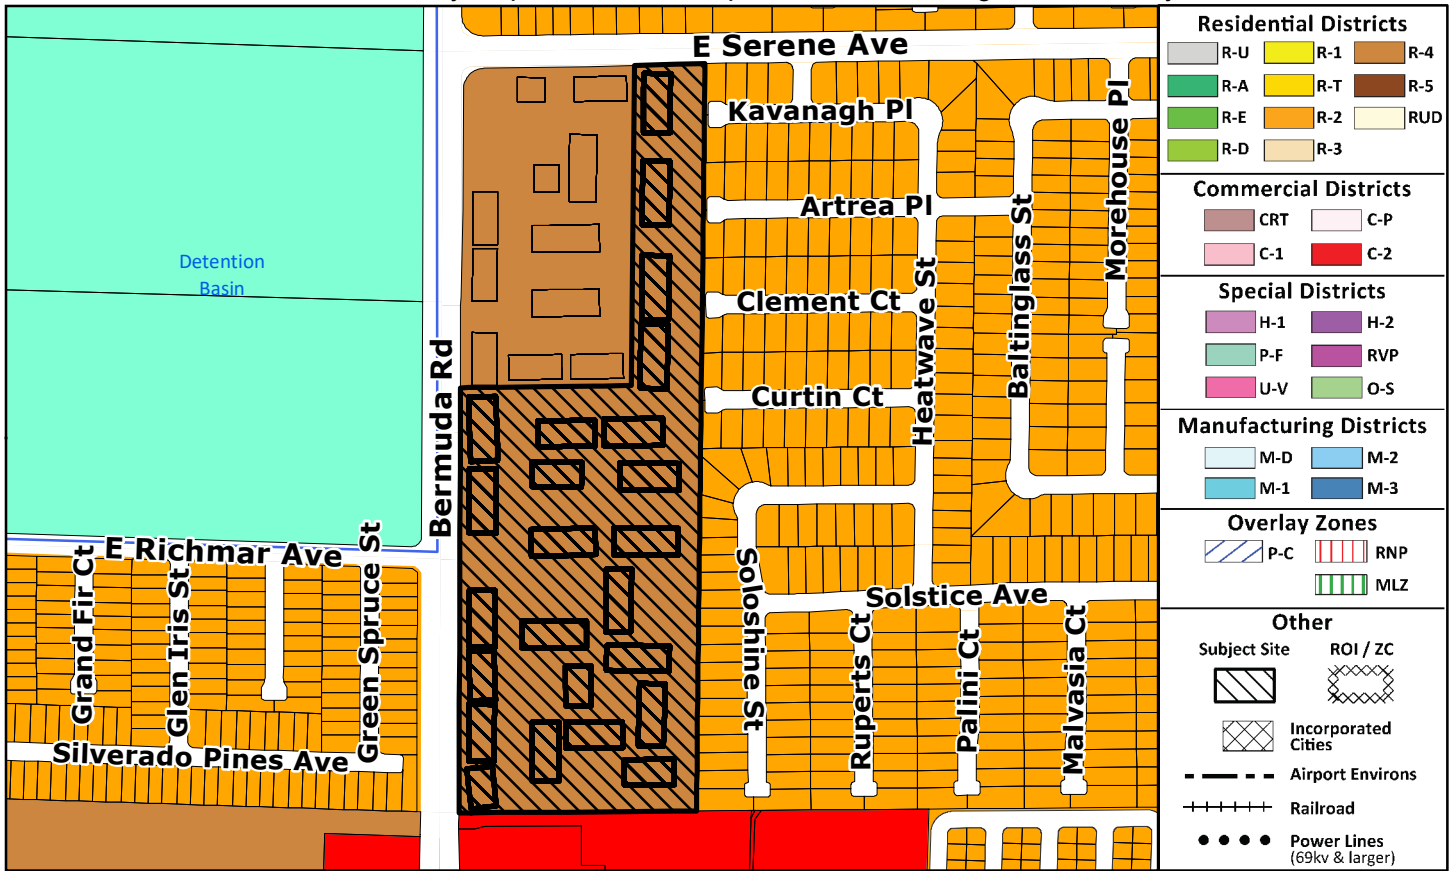 E Serene Ave
Kavanagh Pl
Artrea Pl
Clement Ct
Curtin Ct
Heatwave St
Baltinglass St
Morehouse Pl
Detention
Basin
Bermuda Rd
E Richmar Ave
Grand Fir Ct
Glen Iris St
Green Spruce St
Silverado Pines Ave
Soloshine St
Solstice Ave
Ruperts Ct
Palini Ct
Malvasia Ct
Residential Districts
R-U R-1 R-4
R-A R-T R-5
R-E R-2 RUD
R-D R-3
Commercial Districts
CRT C-P
C-1 C-2
Special Districts
H-1 H-2
P-F RVP
U-V O-S
Manufacturing Districts
M-D M-2
M-1 M-3
Overlay Zones
P-C RNP
MLZ
Other
Subject Site ROI / ZC
Incorporated
Cities
Airport Environs
Railroad
Power Lines
(69kv & larger)